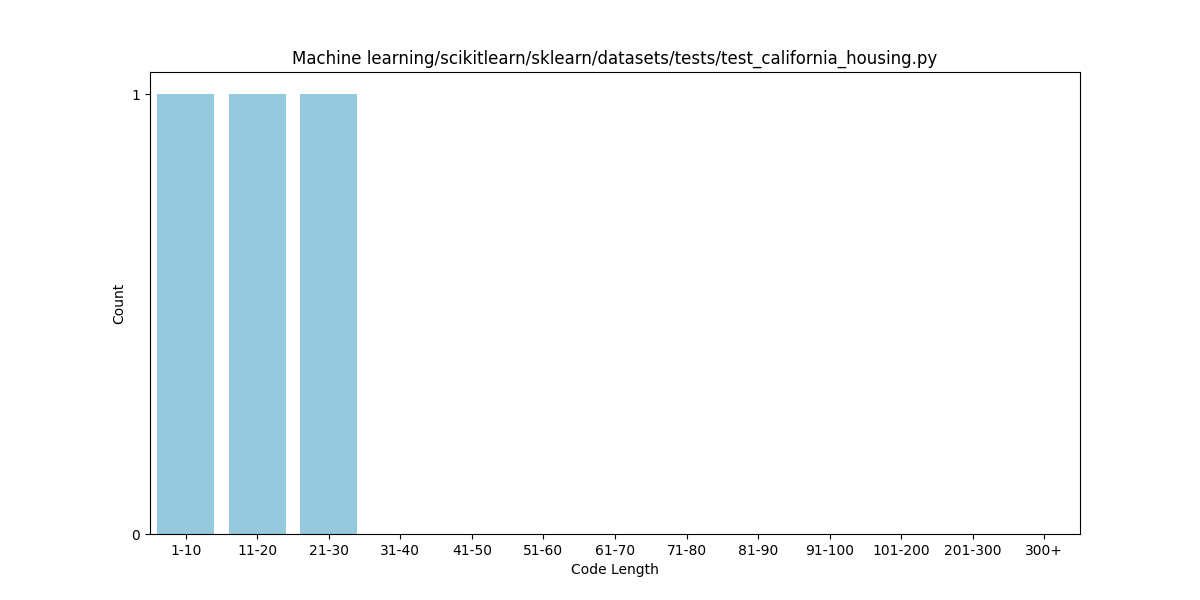 Machine learning/scikitlearn/sklearn/datasets/tests/test_california_housing.py
1
Count
0
1-10 11-20 21-30 31-40 41-50 51-60 61-70 71-80 81-90 91-100 101-200 201-300 300+
Code Length